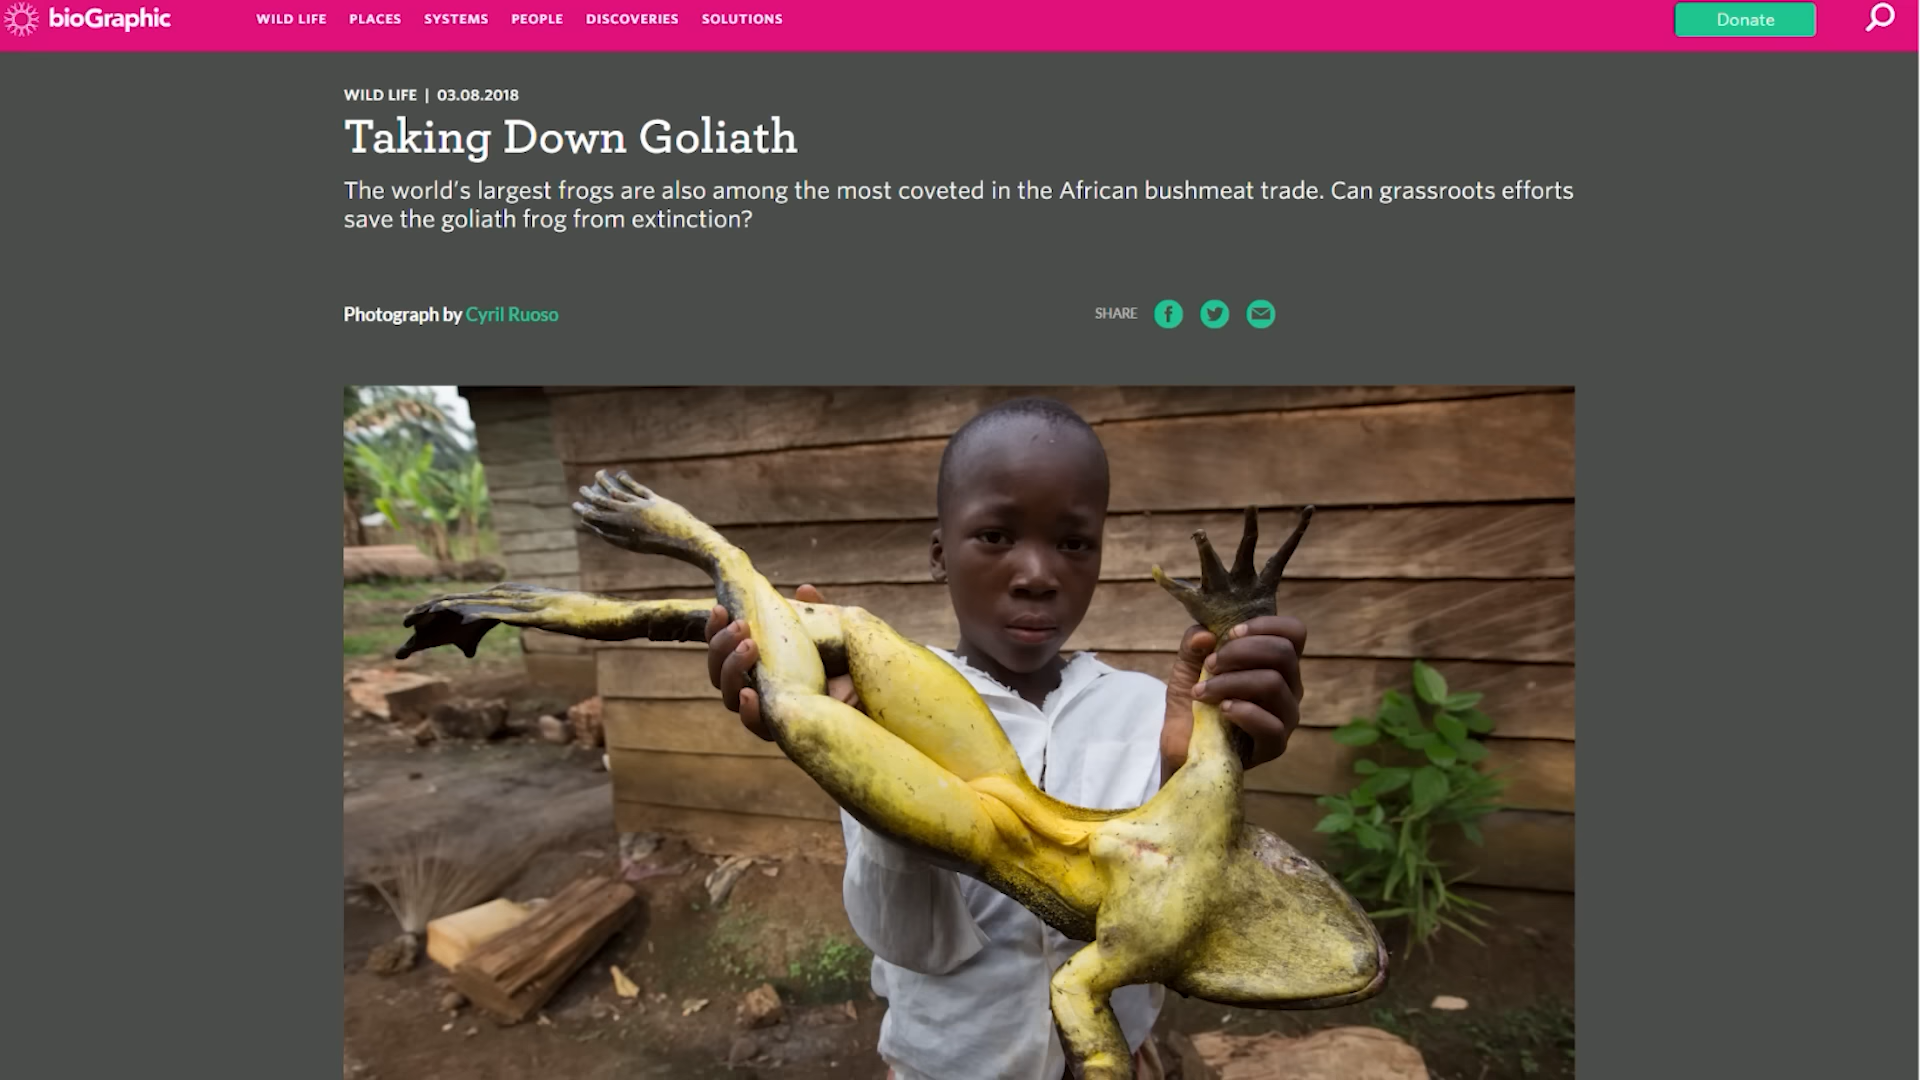 bioGraphic
WILD LIFE PLACES SYSTEMS PEOPLE DISCOVERIES SOLUTIONS
Donate
WILD LIFE | 03.08.2018
Taking Down Goliath
The world's largest frogs are also among the most coveted in the African bushmeat trade. Can grassroots efforts
save the goliath frog from extinction?
Photograph by Cyril Ruoso
SHARE